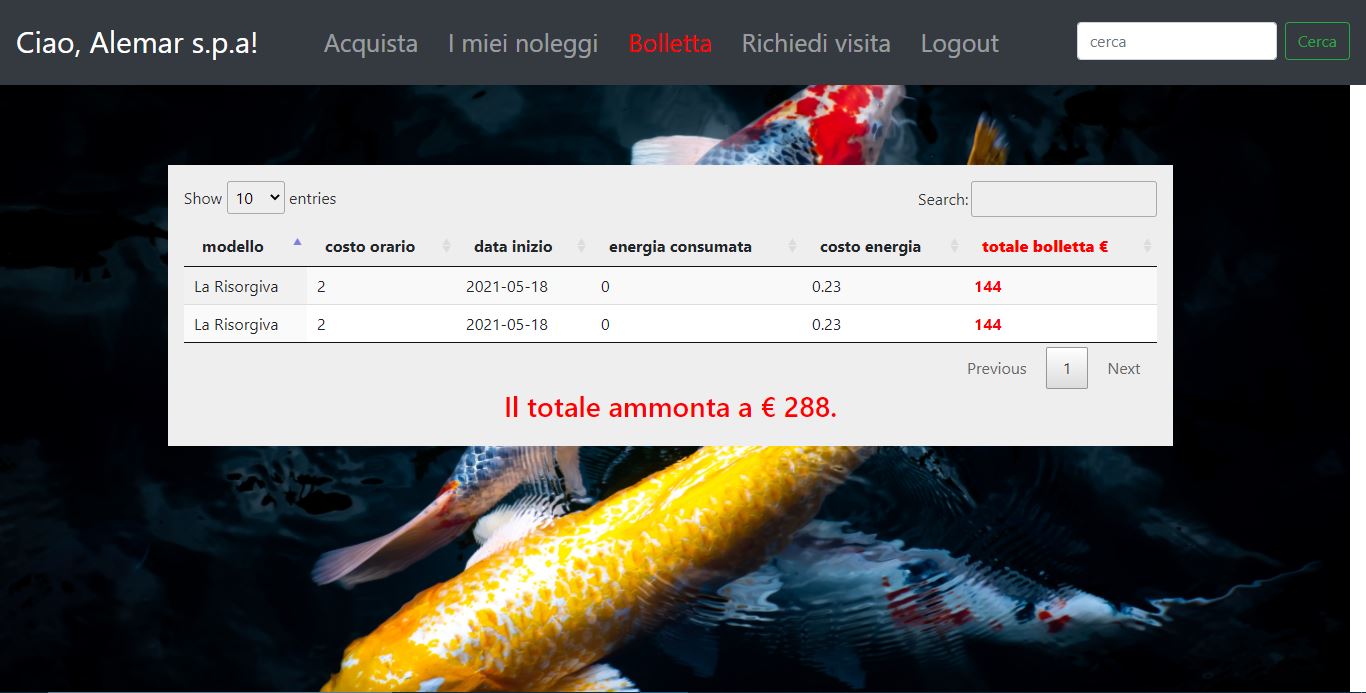 Ciao, Alemar s.p.a! Acquista I miei noleggi Bolletta Richiedi visita Logout cerca Cerca
Show 10 entries Search:
modello costo orario data inizio energia consumata costo energia totale bolletta €
La Risorgiva 2 2021-05-18 0 0.23 144
La Risorgiva 2 2021-05-18 0 0.23 144
Previous 1 Next
Il totale ammonta a € 288.